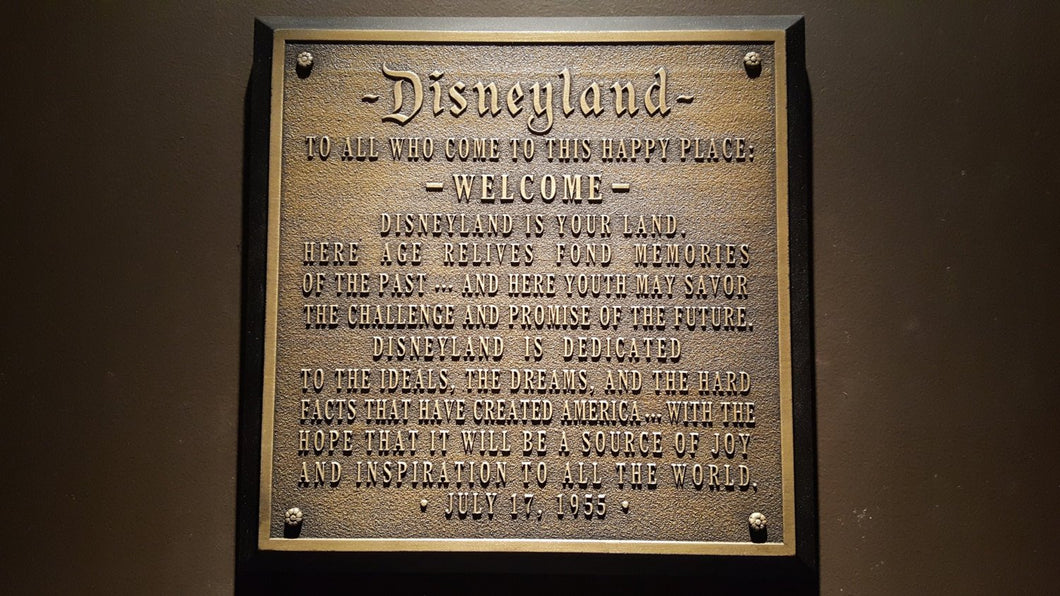 -Disneyland-
TO ALL WHO COME TO THIS HAPPY PLACE:
-WELCOME-
DISNEYLAND IS YOUR LAND.
HERE AGE RELIVES FOND MEMORIES
OF THE PAST ... AND HERE YOUTH MAY SAVOR
THE CHALLENGE AND PROMISE OF THE FUTURE.
DISNEYLAND IS DEDICATED
TO THE IDEALS, THE DREAMS, AND THE HARD
FACTS THAT HAVE CREATED AMERICA... WITH THE
HOPE THAT IT WILL BE A SOURCE OF JOY
AND INSPIRATION TO ALL THE WORLD.
• JULY 17, 1955 •